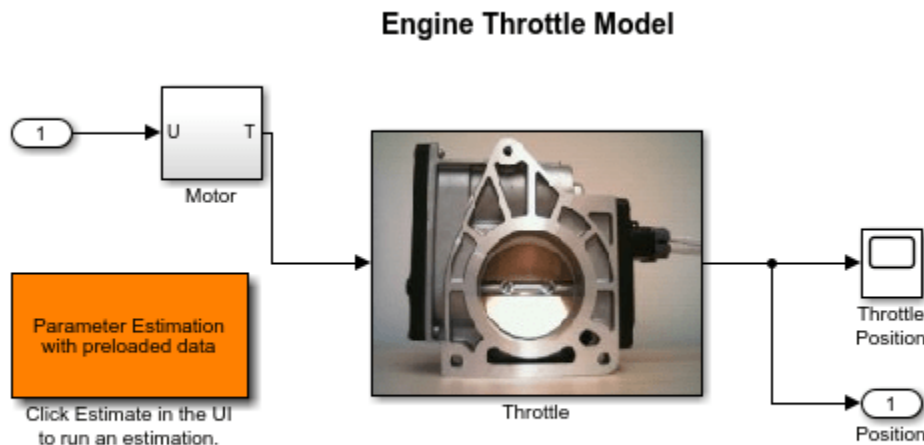 Engine Throttle Model
1
U
T
Motor
Parameter Estimation
with preloaded data
Click Estimate in the UI
to run an estimation.
Throttle
Throttle
Position
1
Position